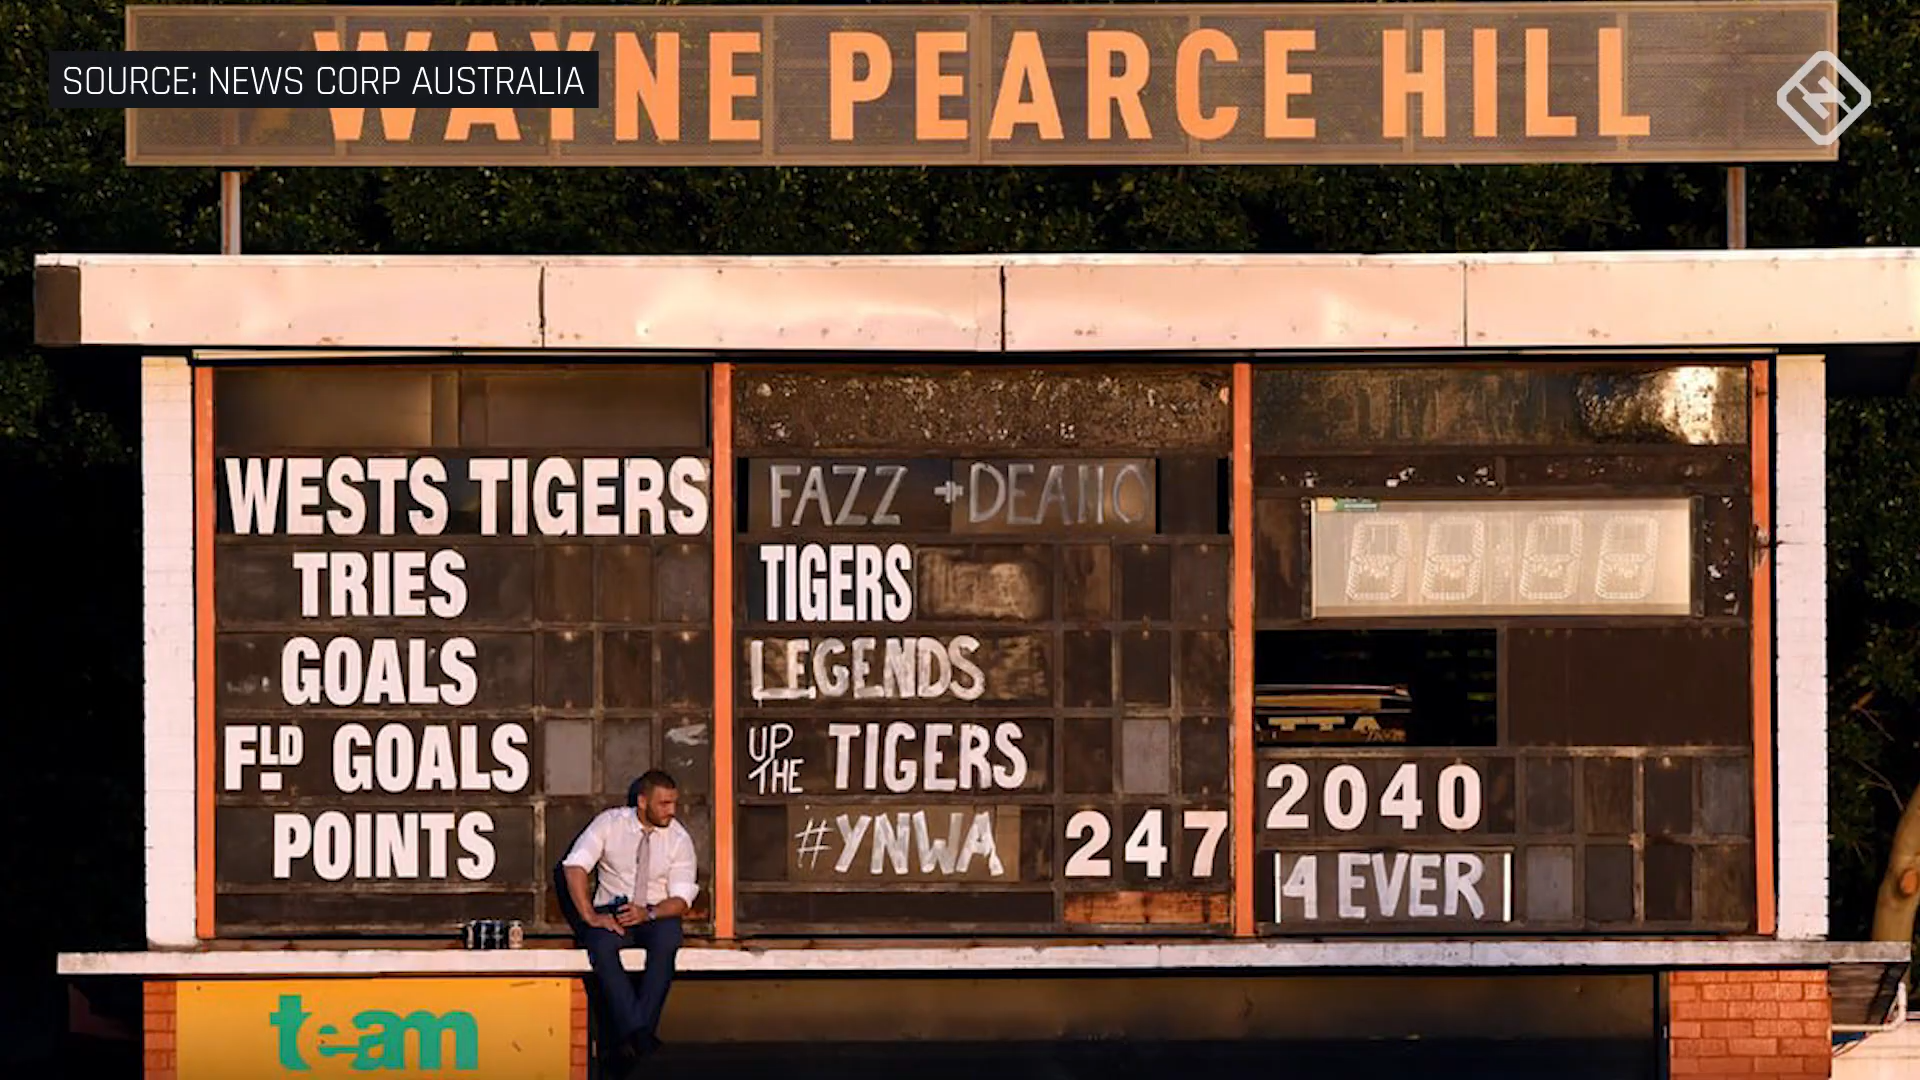 WAYNE PEARCE HILL
SOURCE: NEWS CORP AUSTRALIA
WESTS TIGERS
TRIES
GOALS
FLD GOALS
POINTS
FAZZ + DEANO
TIGERS
LEGENDS
UP THE TIGERS
#YNWA 247
2040
4 EVER
team